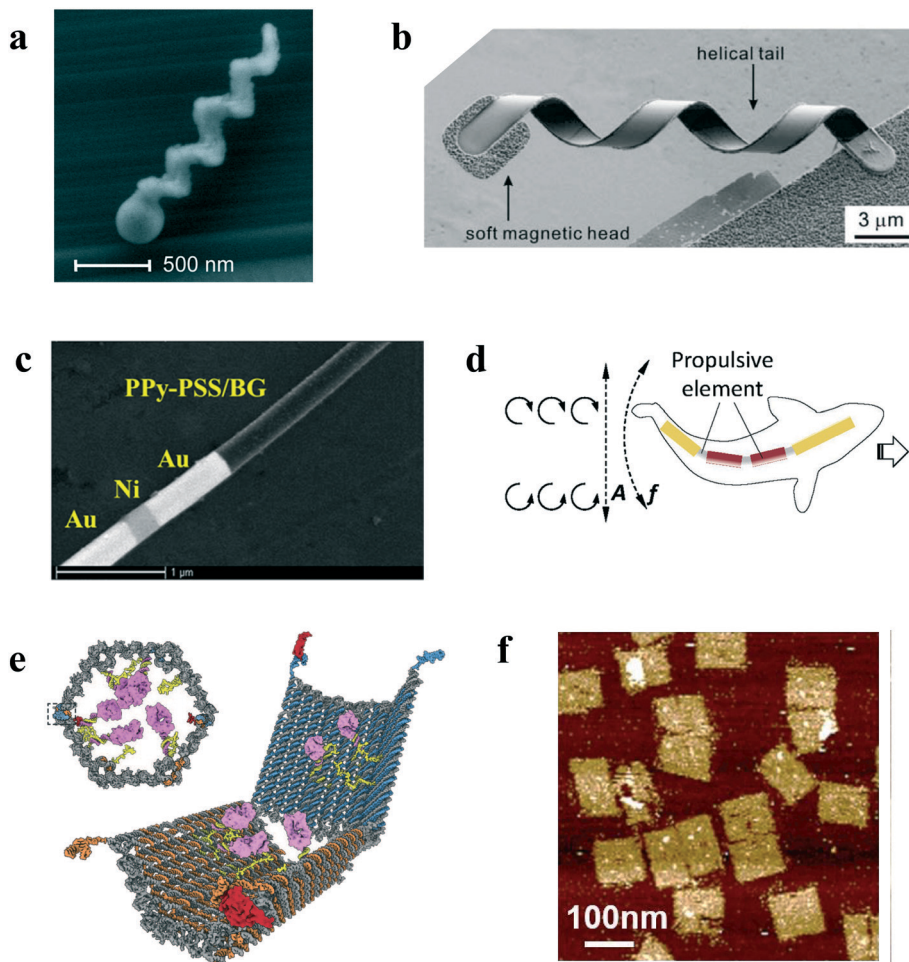 a
500 nm
b
helical tail
soft magnetic head
3 μm
c
PPy-PSS/BG
Au
Ni
Au
1 μm
d
Propulsive
element
A
f
e
f
100nm